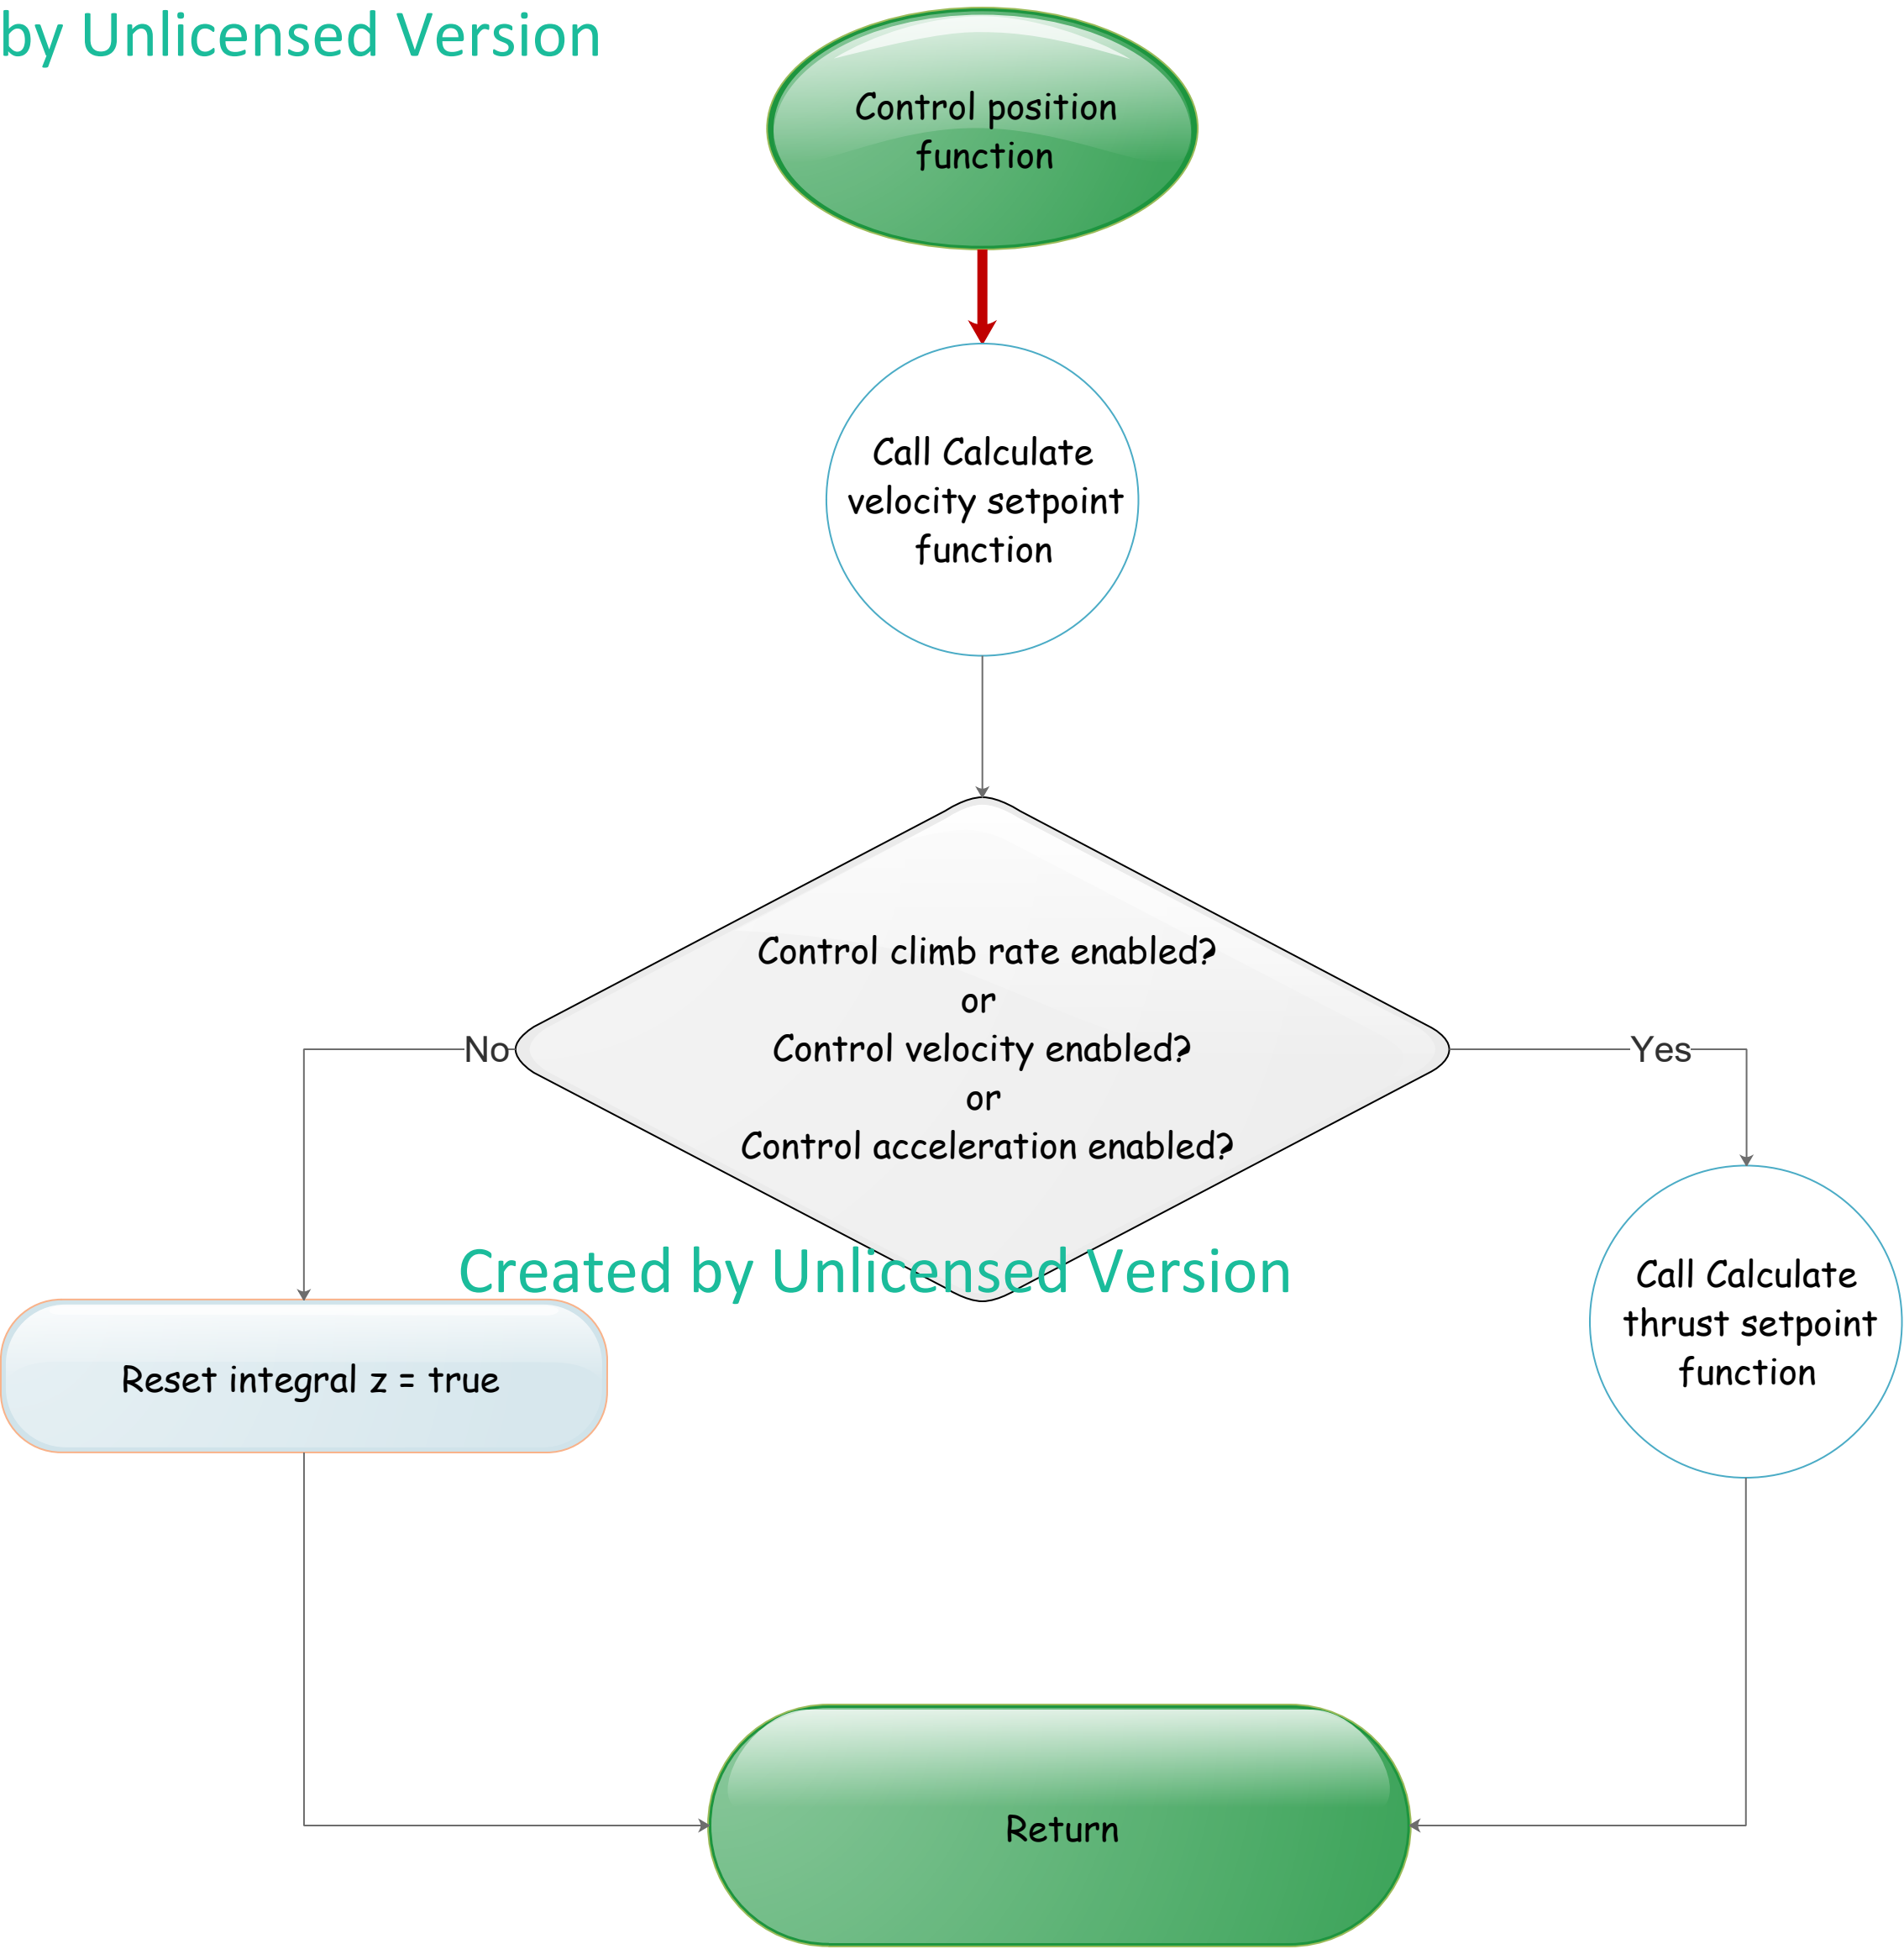 by Unlicensed Version
Control position
function
Call Calculate
velocity setpoint
function
Control climb rate enabled?
or
Control velocity enabled?
or
Control acceleration enabled?
No
Yes
Created by Unlicensed Version
Call Calculate
thrust setpoint
function
Reset integral z = true
Return